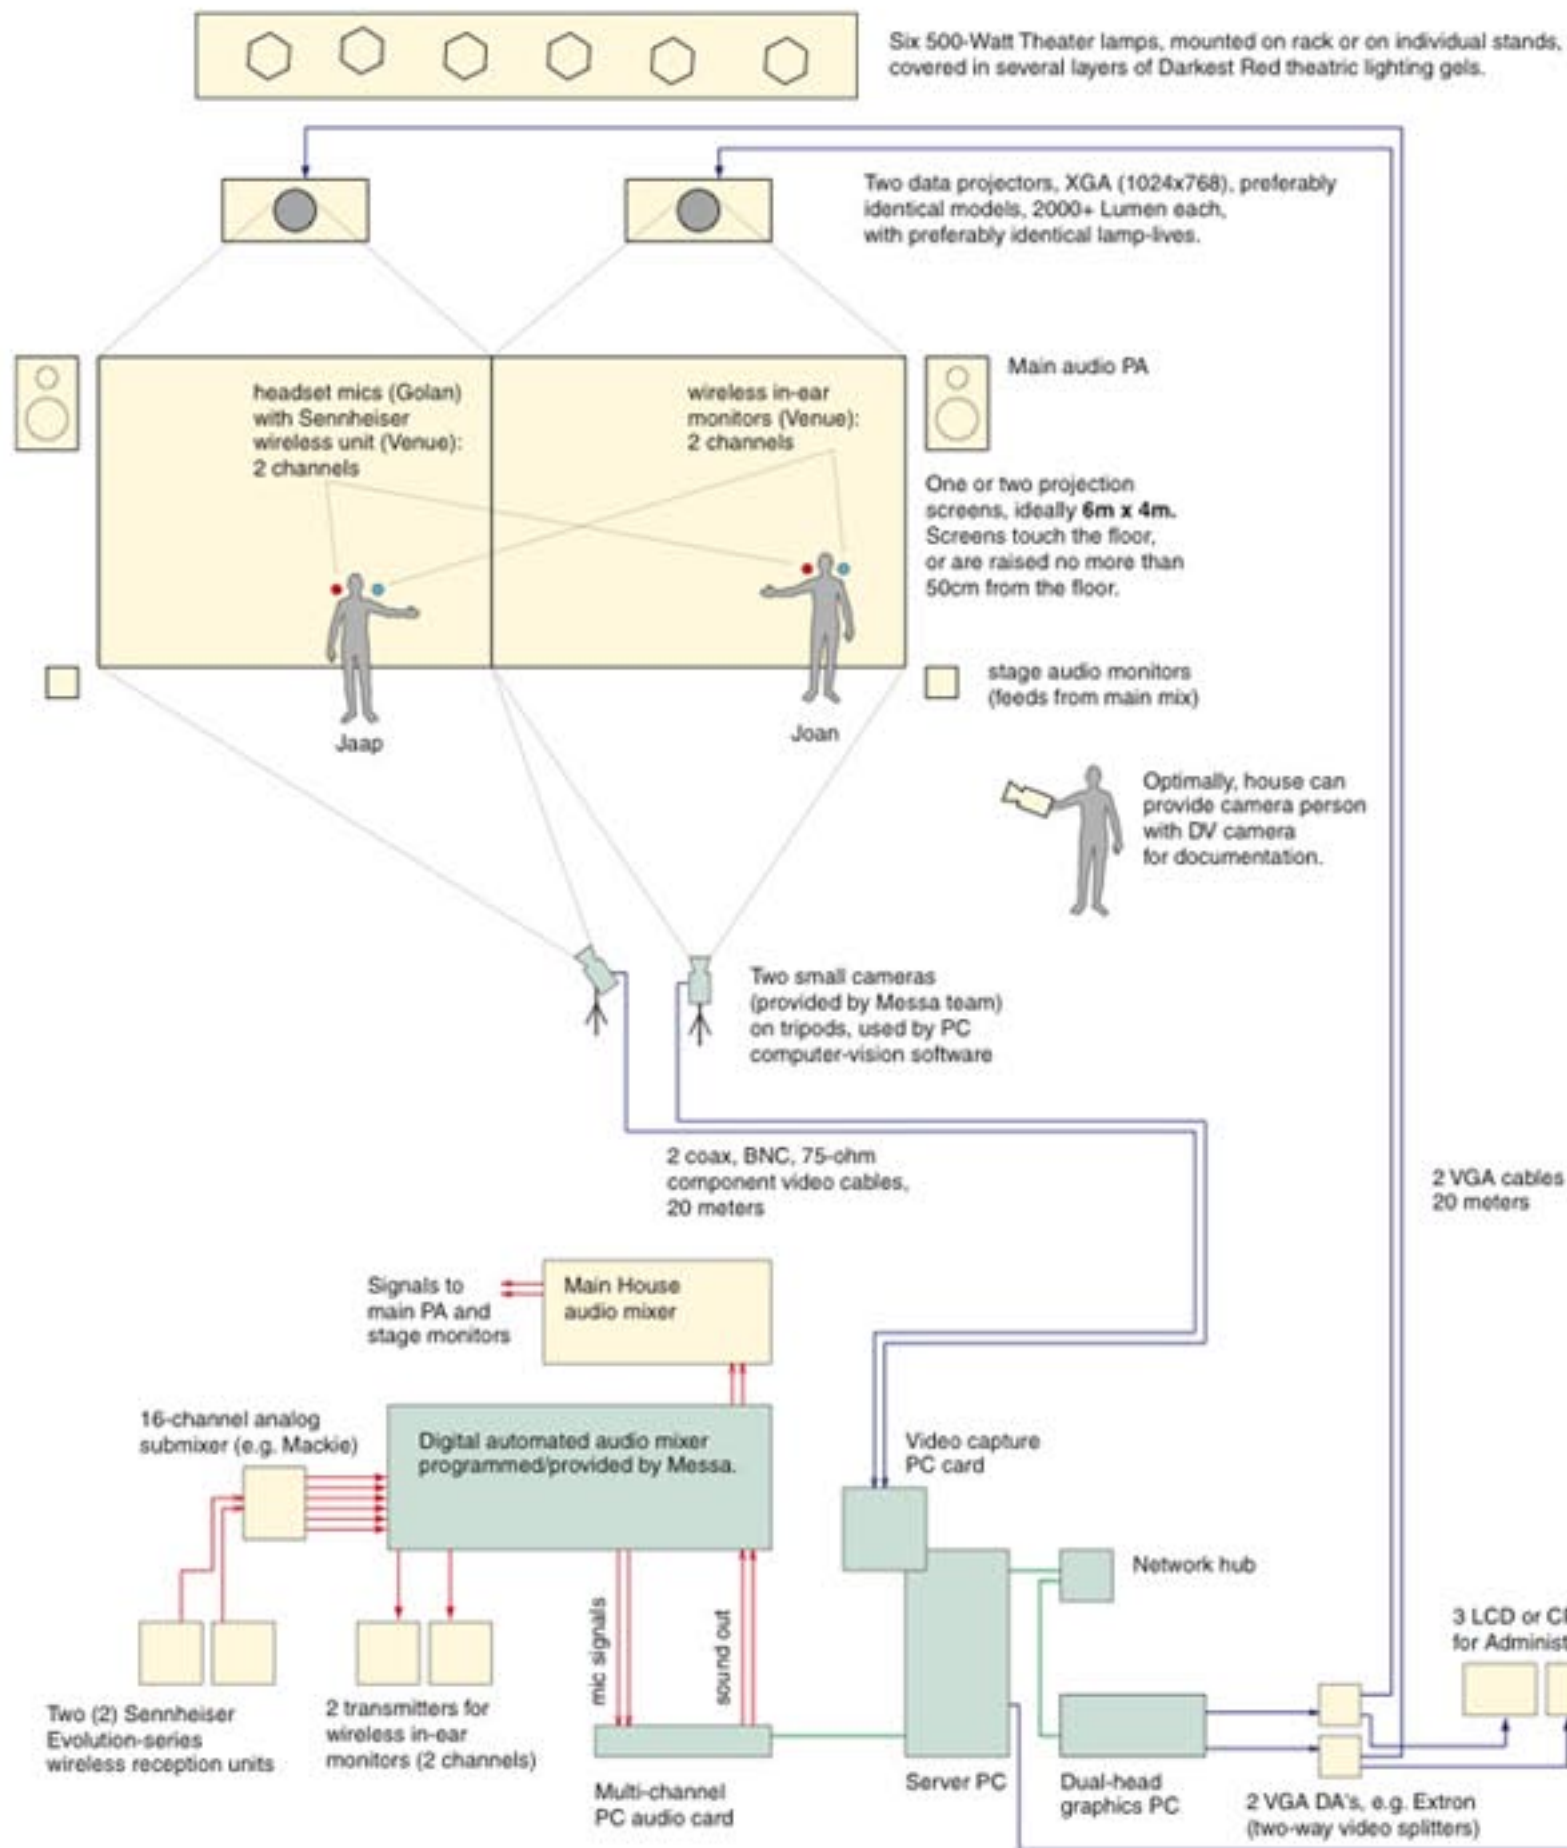 Six 500-Watt Theater lamps, mounted on rack or on individual stands,
covered in several layers of Darkest Red theatric lighting gels.
Two data projectors, XGA (1024x768), preferably
identical models, 2000+ Lumen each,
with preferably identical lamp-lives.
headset mics (Golan)
with Sennheiser
wireless unit (Venue):
2 channels
wireless in-ear
monitors (Venue):
2 channels
Main audio PA
One or two projection
screens, ideally 6m x 4m.
Screens touch the floor,
or are raised no more than
50cm from the floor.
stage audio monitors
(feeds from main mix)
Jaap
Joan
Optimally, house can
provide camera person
with DV camera
for documentation.
Two small cameras
(provided by Messa team)
on tripods, used by PC
computer-vision software
2 coax, BNC, 75-ohm
component video cables,
20 meters
2 VGA cables
20 meters
Signals to
main PA and
stage monitors
Main House
audio mixer
16-channel analog
submixer (e.g. Mackie)
Digital automated audio mixer
programmed/provided by Messa.
Video capture
PC card
Network hub
mic signals
sound out
3 LCD or
for
Two (2) Sennheiser
Evolution-series
wireless reception units
2 transmitters for
wireless in-ear
monitors (2 channels)
Multi-channel
PC audio card
Server PC
Dual-head
graphics PC
2 VGA DA's, e.g. Extron
(two-way video splitters)